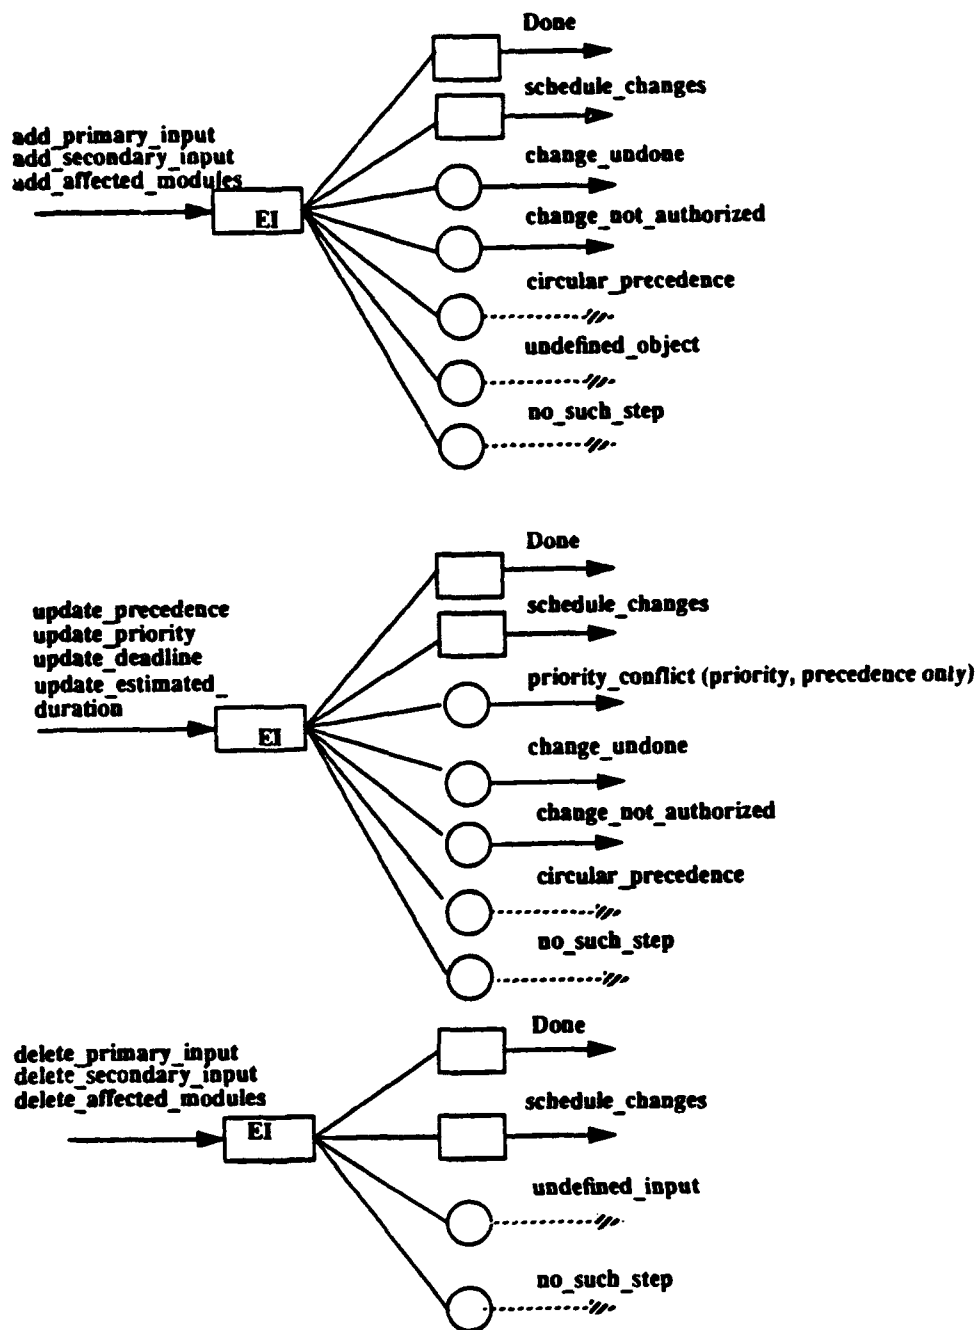 Done
schedule_changes
add_primary_input
add_secondary_input
add_affected_modules
EI
change_undone
change_not_authorized
circular_precedence
undefined_object
no_such_step
Done
schedule_changes
update_precedence
update_priority
update_deadline
update_estimated_
duration
EI
priority_conflict (priority, precedence only)
change_undone
change_not_authorized
circular_precedence
no_such_step
Done
delete_primary_input
delete_secondary_input
delete_affected_modules
EI
schedule_changes
undefined_input
no_such_step